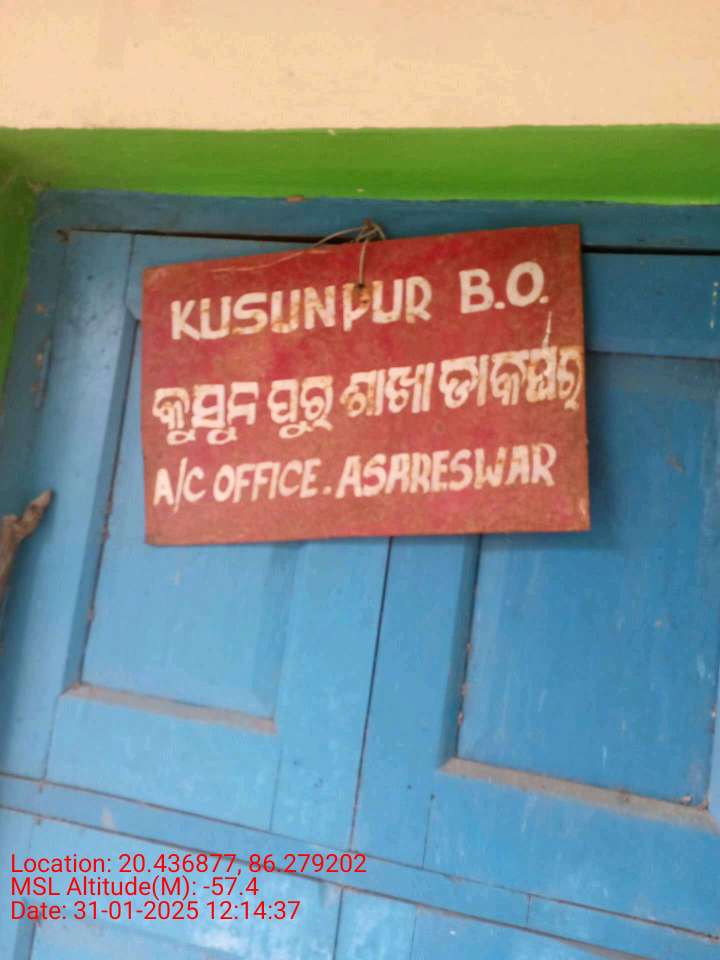 KUSUNPUR B.O.
କୁସୁନ ପୁର୍ ଶାଖା ଡାକଘର୍
A/C OFFICE. ASARESWAR
Location: 20.436877, 86.279202
MSL Altitude(M): -57.4
Date: 31-01-2025 12:14:37